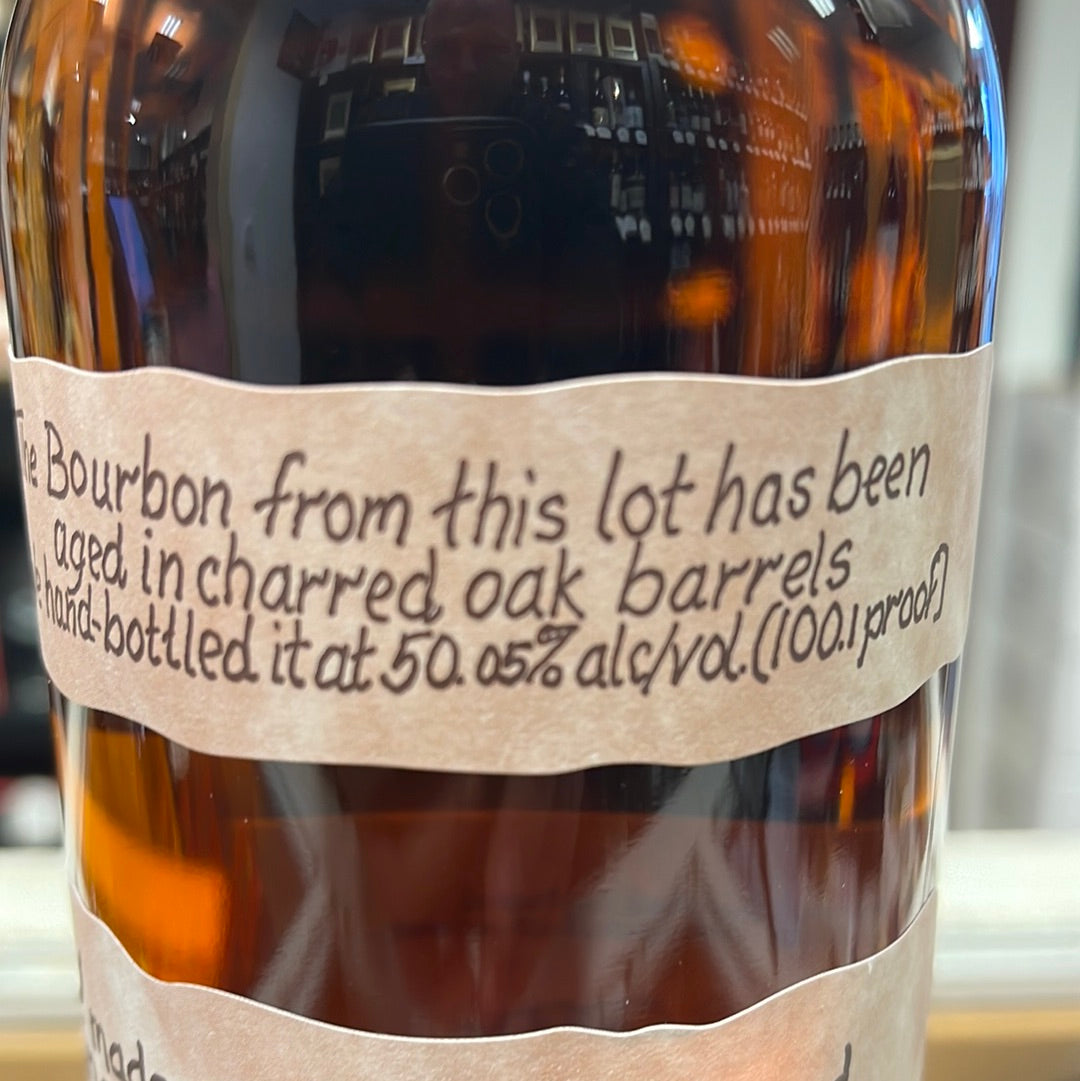 The Bourbon from this lot has been
aged in charred oak barrels
hand-bottled it at 50.05% alc/vol. (100.1 proof)
made